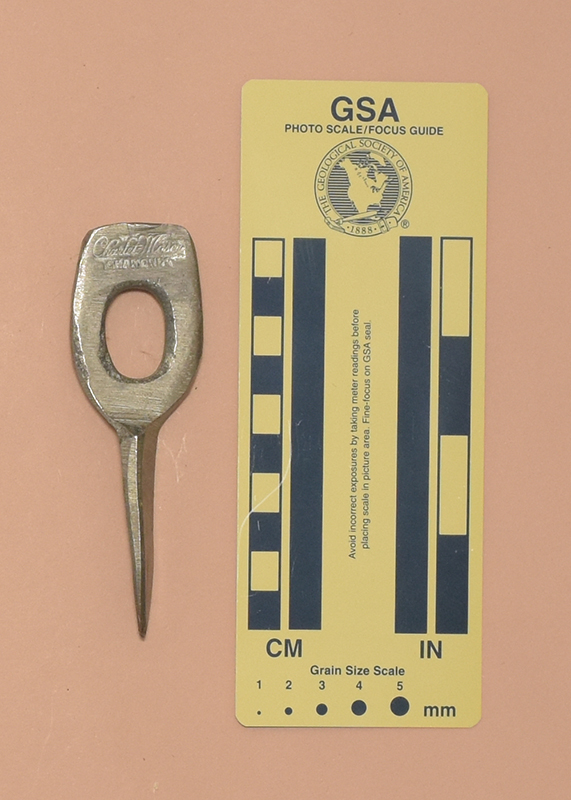 GSA
PHOTO SCALE/FOCUS GUIDE
THE GEOLOGICAL SOCIETY OF AMERICA
·1888·
®
Avoid incorrect exposures by taking meter readings before
placing scale in picture area. Fine-focus on GSA seal.
CM
IN
Grain Size Scale
1 2 3 4 5
mm